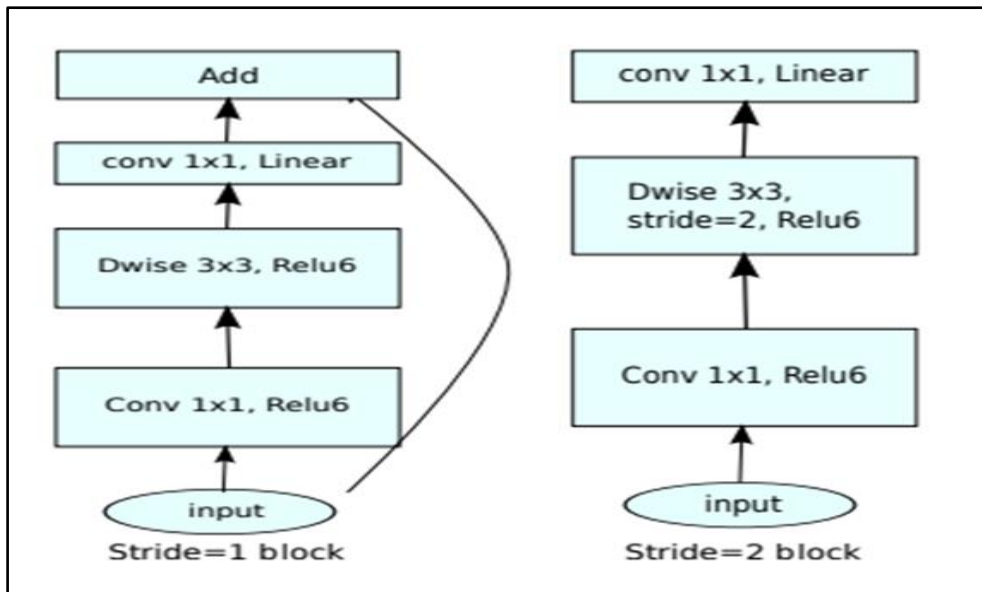 Add
conv 1x1, Linear
Dwise 3x3, Relu6
Conv 1x1, Relu6
input
Stride=1 block
conv 1x1, Linear
Dwise 3x3,
stride=2, Relu6
Conv 1x1, Relu6
input
Stride=2 block